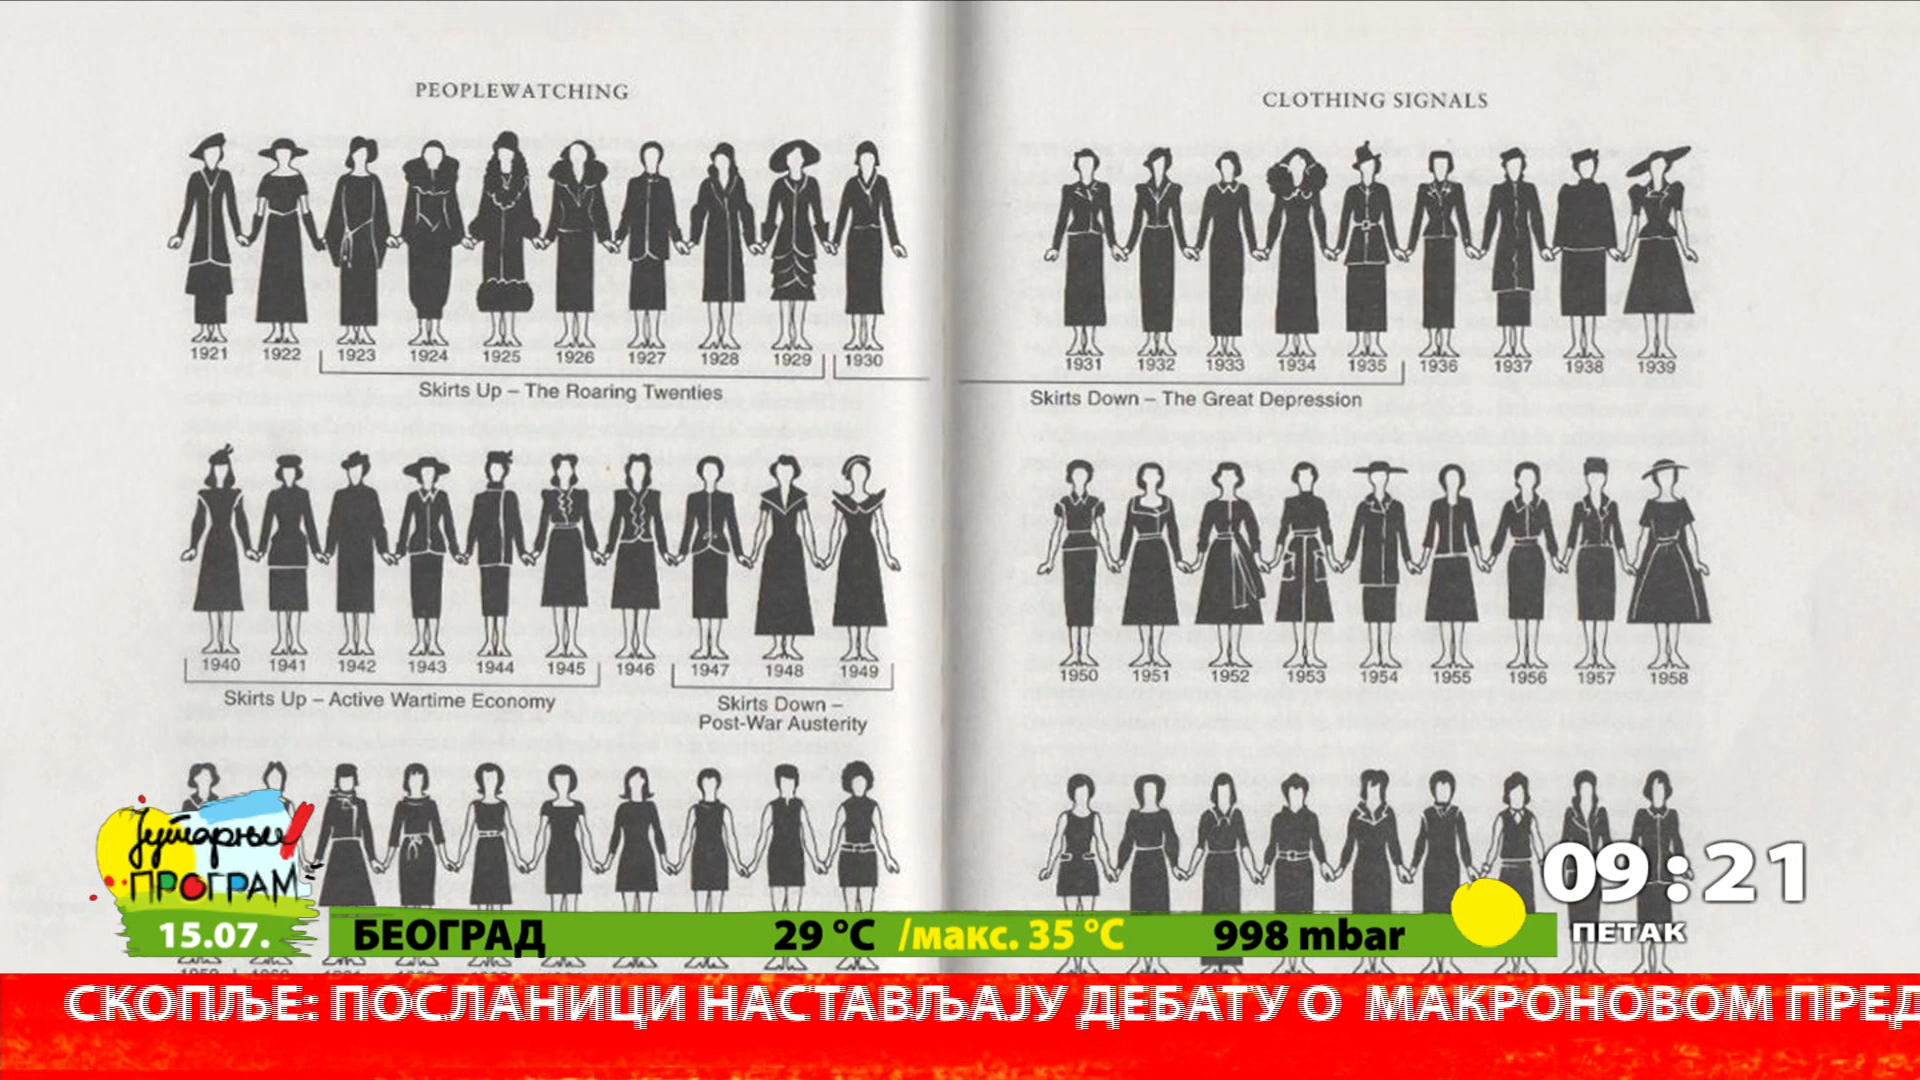 PEOPLEWATCHING
CLOTHING SIGNALS
1921 1922 1923 1924 1925 1926 1927 1928 1929 1930
1931 1932 1933 1934 1935 1936 1937 1938 1939
Skirts Up – The Roaring Twenties
Skirts Down – The Great Depression
1940 1941 1942 1943 1944 1945 1946 1947 1948 1949
1950 1951 1952 1953 1954 1955 1956 1957 1958
Skirts Up – Active Wartime Economy
Skirts Down –
Post-War Austerity
Јутарњи
ПРОГРАМ
15.07.
БЕОГРАД 29 °C /макс. 35 °C 998 mbar
09:21
ПЕТАК
СКОПЉЕ: ПОСЛАНИЦИ НАСТАВЉАЈУ ДЕБАТУ О МАКРОНОВОМ ПРЕД